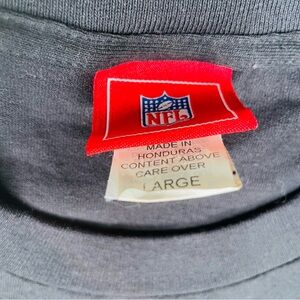 NFL
MADE IN
HONDURAS
CONTENT ABOVE
CARE OVER
LARGE